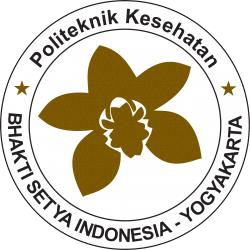 Politeknik Kesehatan
BHAKTI SETYA INDONESIA - YOGYAKARTA